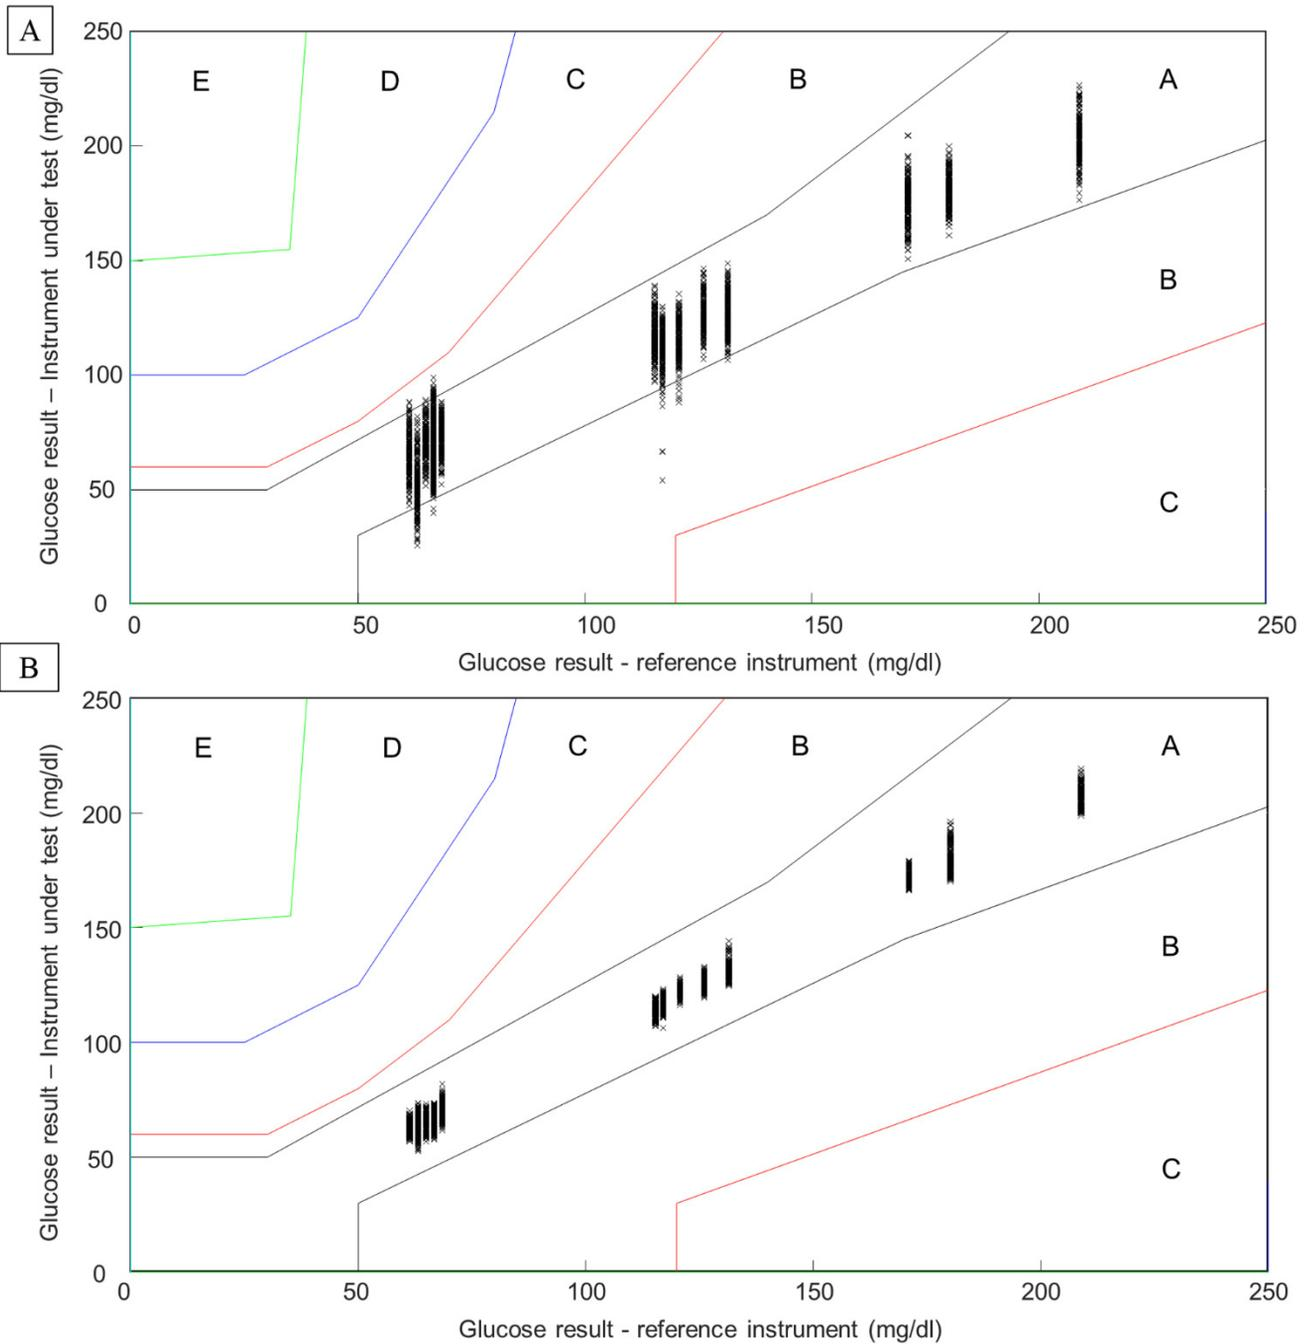 A
250
200
150
100
50
0
Glucose result – Instrument under test (mg/dl)
E
D
C
B
A
B
C
0
50
100
150
200
250
Glucose result - reference instrument (mg/dl)
B
250
200
150
100
50
0
Glucose result – Instrument under test (mg/dl)
E
D
C
B
A
B
C
0
50
100
150
200
250
Glucose result - reference instrument (mg/dl)